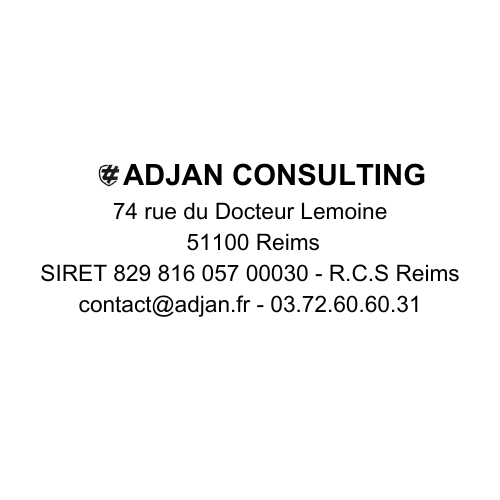 ADJAN CONSULTING
74 rue du Docteur Lemoine
51100 Reims
SIRET 829 816 057 00030 - R.C.S Reims
contact@adjan.fr - 03.72.60.60.31